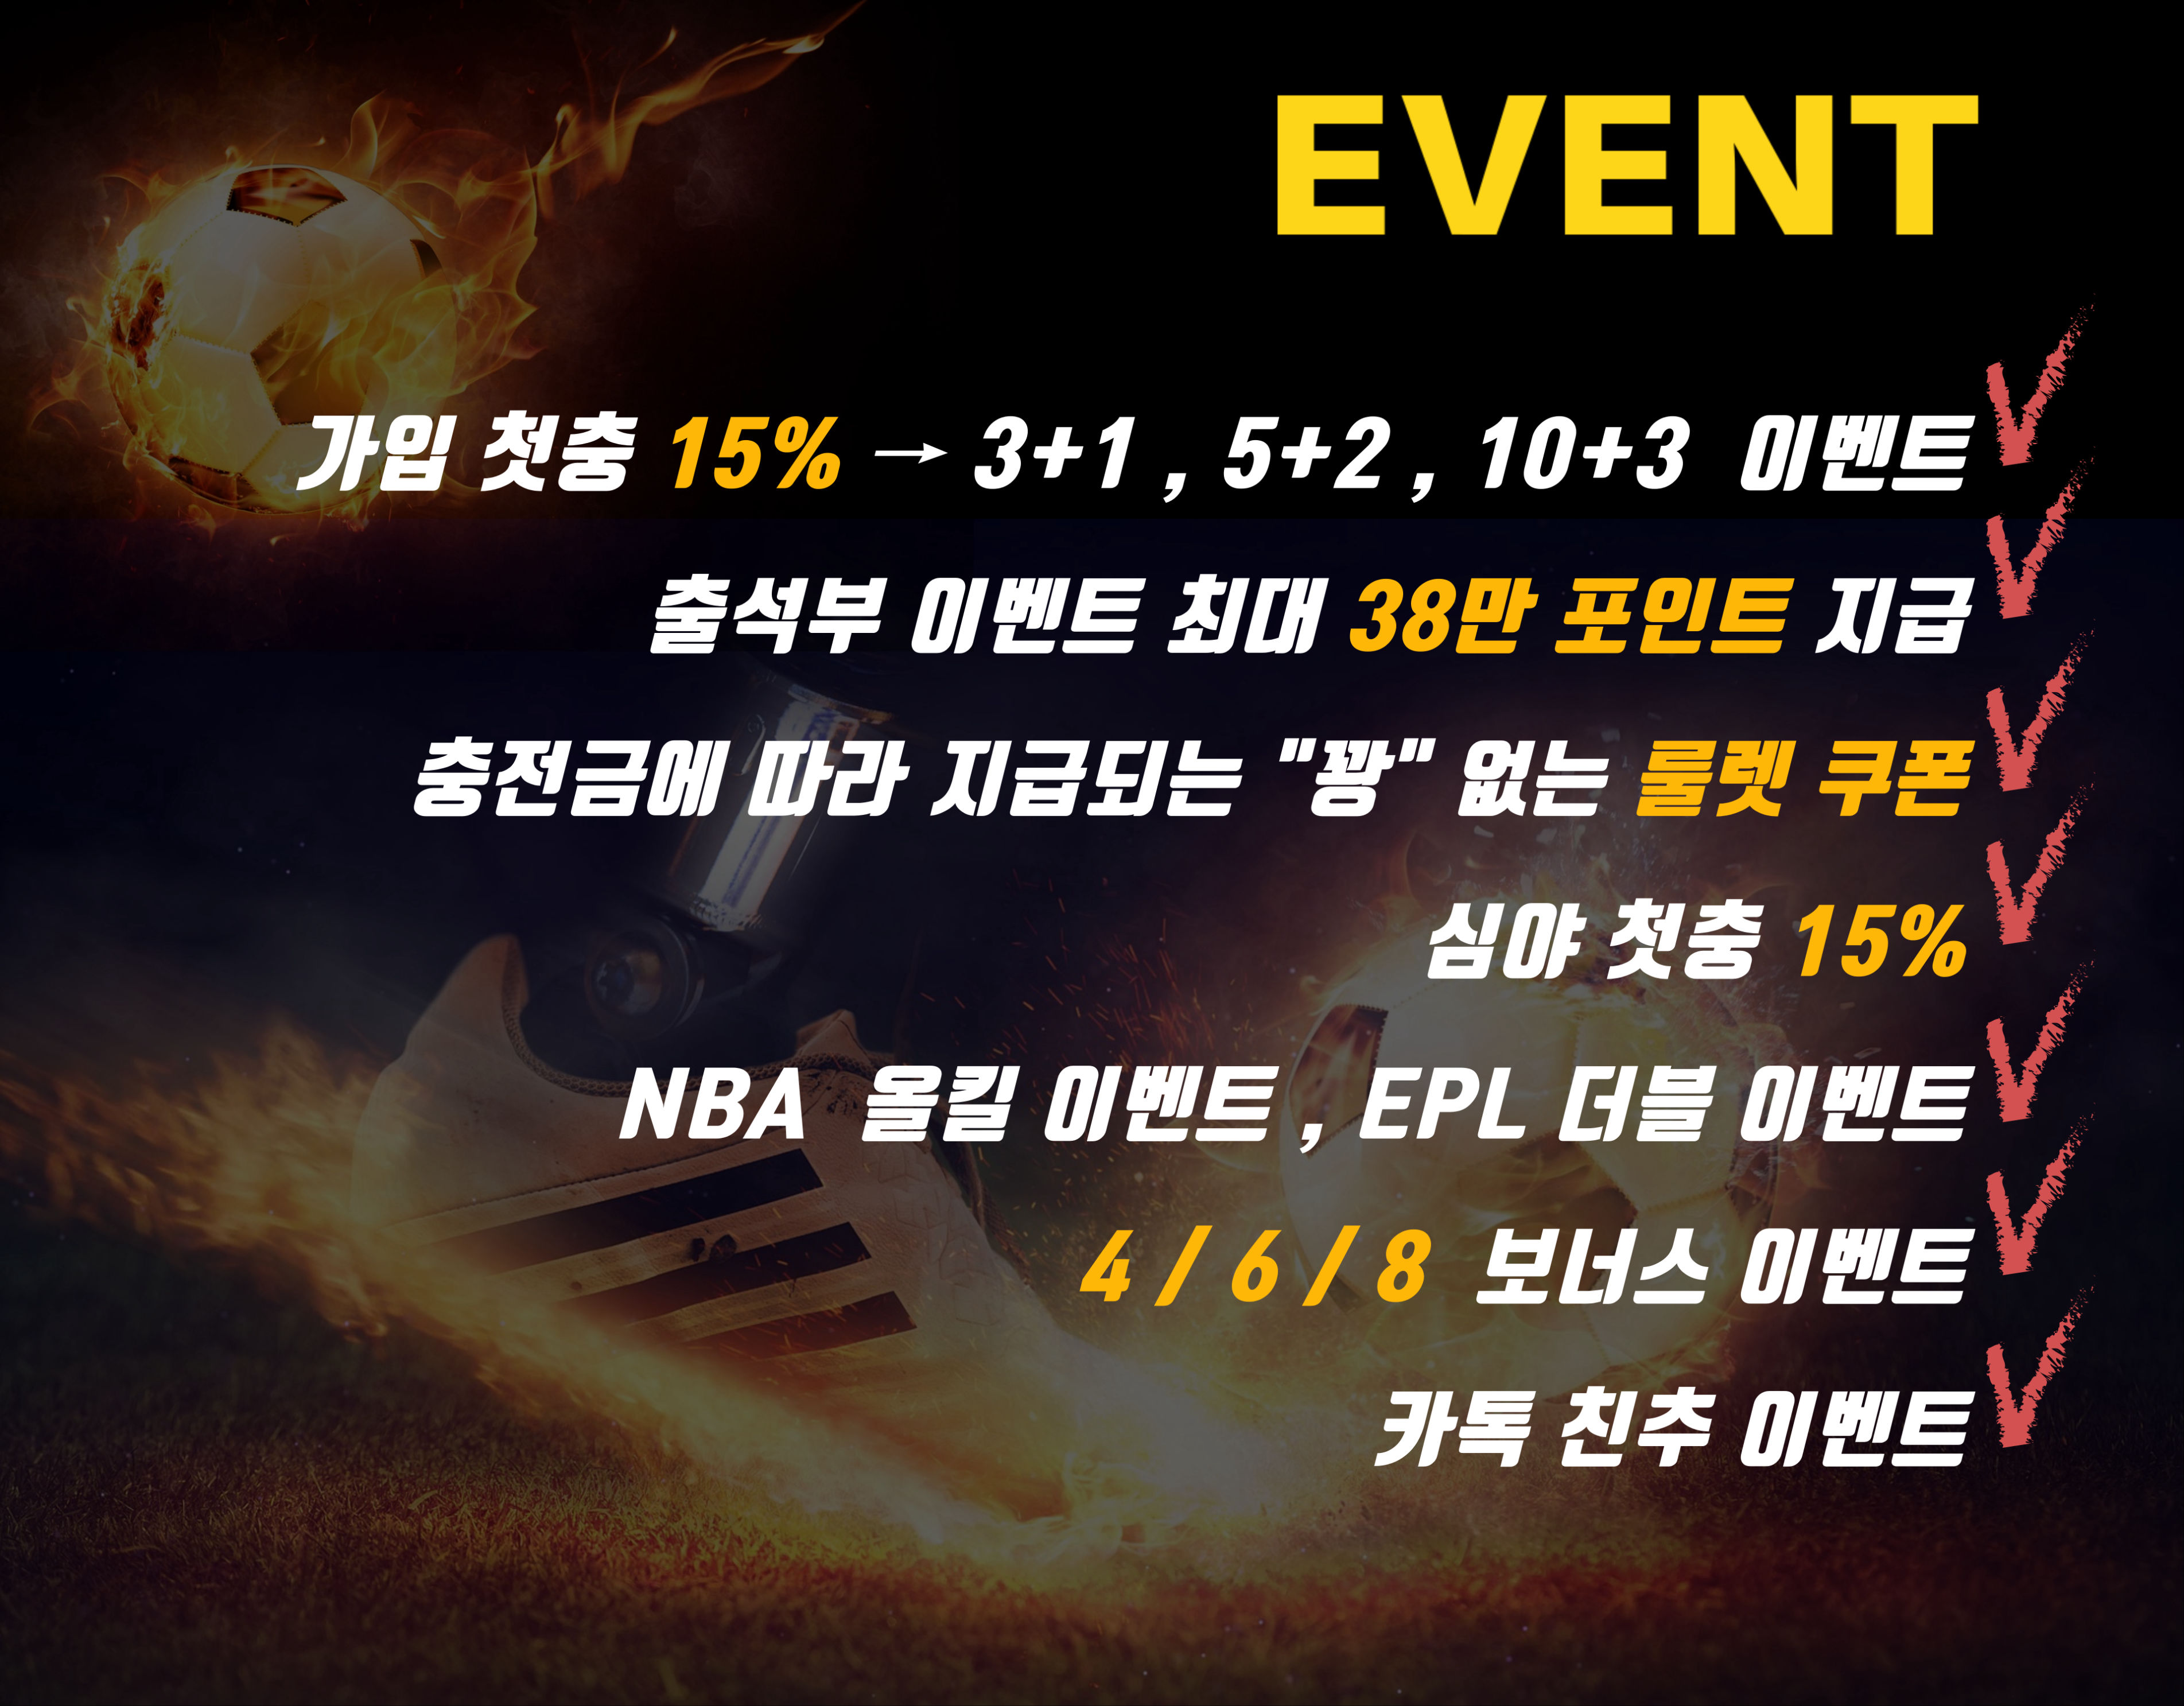 EVENT
가입 첫충 15% → 3+1 , 5+2 , 10+3 이벤트
출석부 이벤트 최대 38만 포인트 지급
충전금에 따라 지급되는 "꽝" 없는 룰렛 쿠폰
심야 첫충 15%
NBA 올킬 이벤트 , EPL 더블 이벤트
4 / 6 / 8 보너스 이벤트
카톡 친추 이벤트